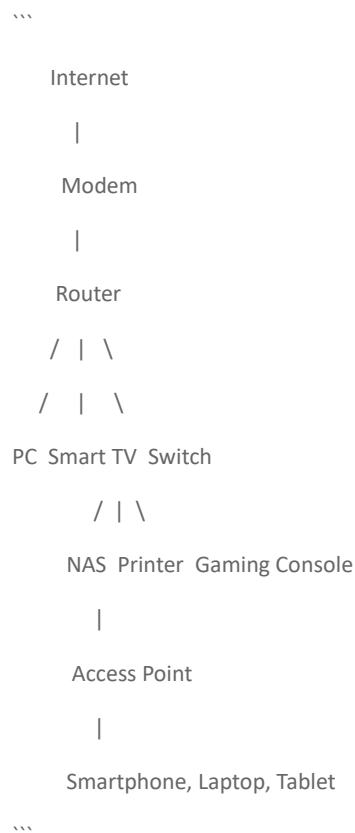 ```
Internet
|
Modem
|
Router
/ | \
/ | \
PC Smart TV Switch
/ | \
NAS Printer Gaming Console
|
Access Point
|
Smartphone, Laptop, Tablet
```